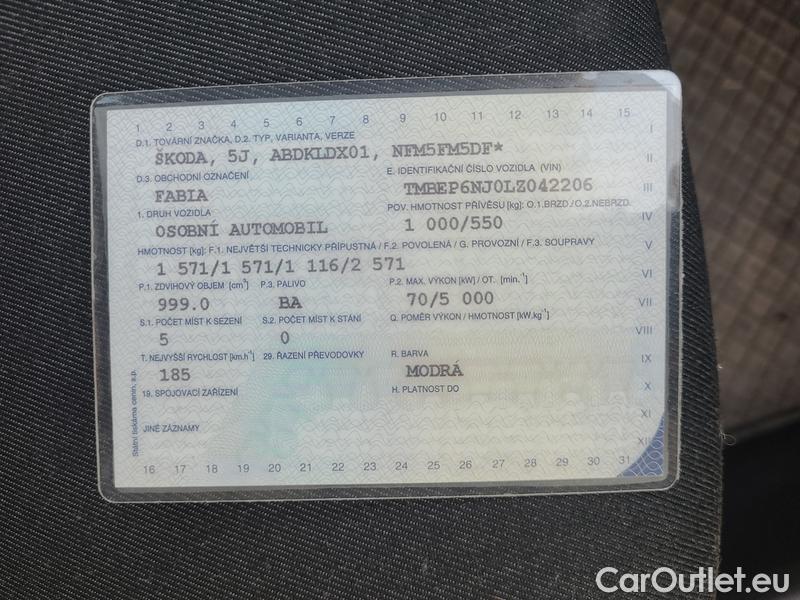 1 2 3 4 5 6 7 8 9 10 11 12 13 14 15
D.1. TOVÁRNÍ ZNAČKA, D.2. TYP, VARIANTA, VERZE
ŠKODA, 5J, ABDKLDX01, NFM5FM5DF*
I
D.3. OBCHODNÍ OZNAČENÍ
E. IDENTIFIKAČNÍ ČÍSLO VOZIDLA (VIN)
II
FABIA
TMBEP6NJ0LZ042206
III
1. DRUH VOZIDLA
POV. HMOTNOST PŘÍVĚSU [kg]: O.1.BRZD./O.2.NEBRZD.
OSOBNÍ AUTOMOBIL
1 000/550
IV
HMOTNOST [kg]: F.1. NEJVĚTŠÍ TECHNICKY PŘÍPUSTNÁ / F.2. POVOLENÁ / G. PROVOZNÍ / F.3. SOUPRAVY
V
1 571/1 571/1 116/2 571
VI
P.1. ZDVIHOVÝ OBJEM [cm³]
P.3. PALIVO
P.2. MAX. VÝKON [kW] / OT. [min.⁻¹]
999.0
BA
70/5 000
VII
S.1. POČET MÍST K SEZENÍ
S.2. POČET MÍST K STÁNÍ
Q. POMĚR VÝKON / HMOTNOST [kW.kg⁻¹]
5
0
VIII
T. NEJVYŠŠÍ RYCHLOST [km.h⁻¹]
29. ŘAZENÍ PŘEVODOVKY
R. BARVA
IX
185
MODRÁ
19. SPOJOVACÍ ZAŘÍZENÍ
H. PLATNOST DO
X
XI
JINÉ ZÁZNAMY
XII
16 17 18 19 20 21 22 23 24 25 26 27 28 29 30 31
Státní tiskárna cenin, s.p.
CarOutlet.eu